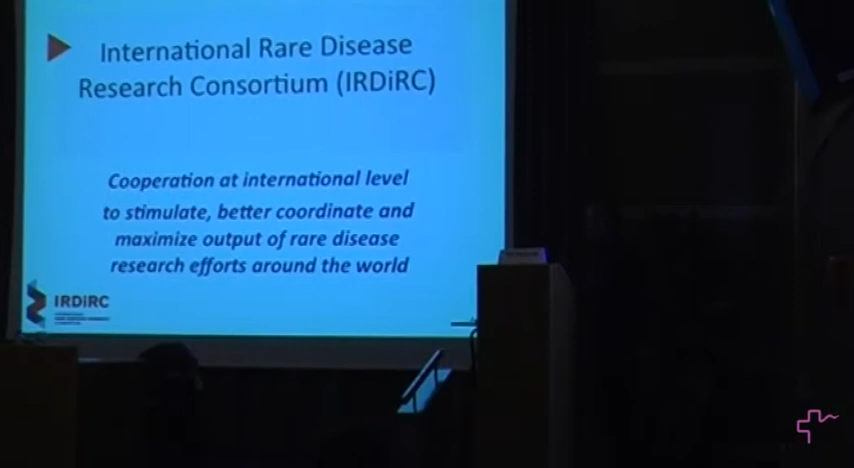 International Rare Disease
Research Consortium (IRDiRC)
Cooperation at international level
to stimulate, better coordinate and
maximize output of rare disease
research efforts around the world
IRDiRC